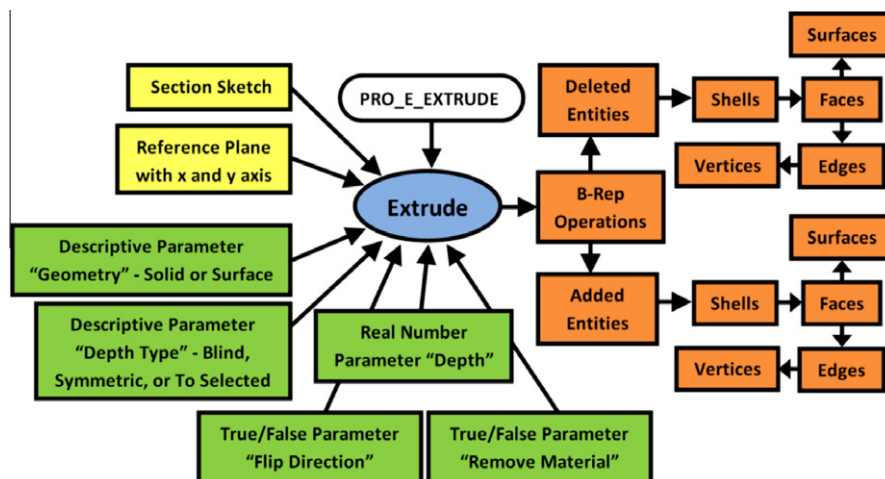 Section Sketch
Reference Plane
with x and y axis
Descriptive Parameter
“Geometry” - Solid or Surface
Descriptive Parameter
“Depth Type” - Blind,
Symmetric, or To Selected
Real Number
Parameter “Depth”
True/False Parameter
“Flip Direction”
True/False Parameter
“Remove Material”
PRO_E_EXTRUDE
Extrude
B-Rep
Operations
Deleted
Entities
Shells
Faces
Surfaces
Edges
Vertices
Added
Entities
Shells
Faces
Surfaces
Edges
Vertices